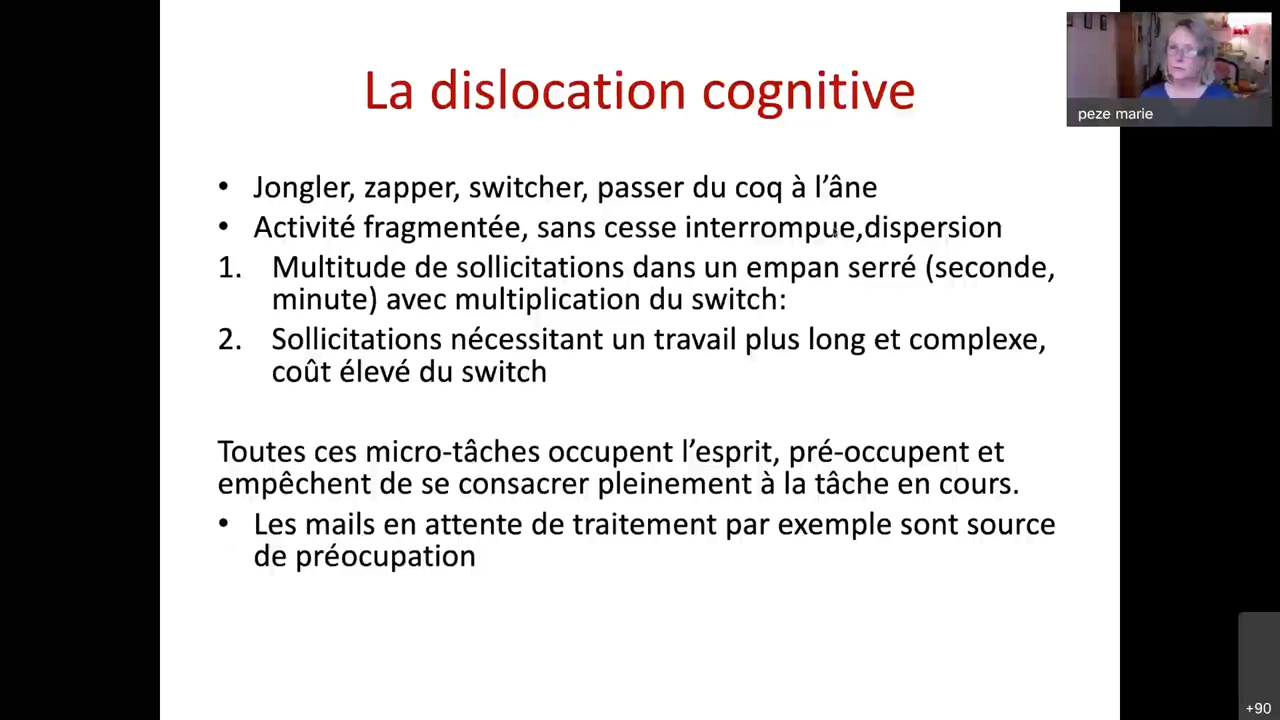 La dislocation cognitive
peze marie
• Jongler, zapper, switcher, passer du coq à l’âne
• Activité fragmentée, sans cesse interrompue,dispersion
1. Multitude de sollicitations dans un empan serré (seconde,
minute) avec multiplication du switch:
2. Sollicitations nécessitant un travail plus long et complexe,
coût élevé du switch
Toutes ces micro-tâches occupent l’esprit, pré-occupent et
empêchent de se consacrer pleinement à la tâche en cours.
• Les mails en attente de traitement par exemple sont source
de préocupation
+90